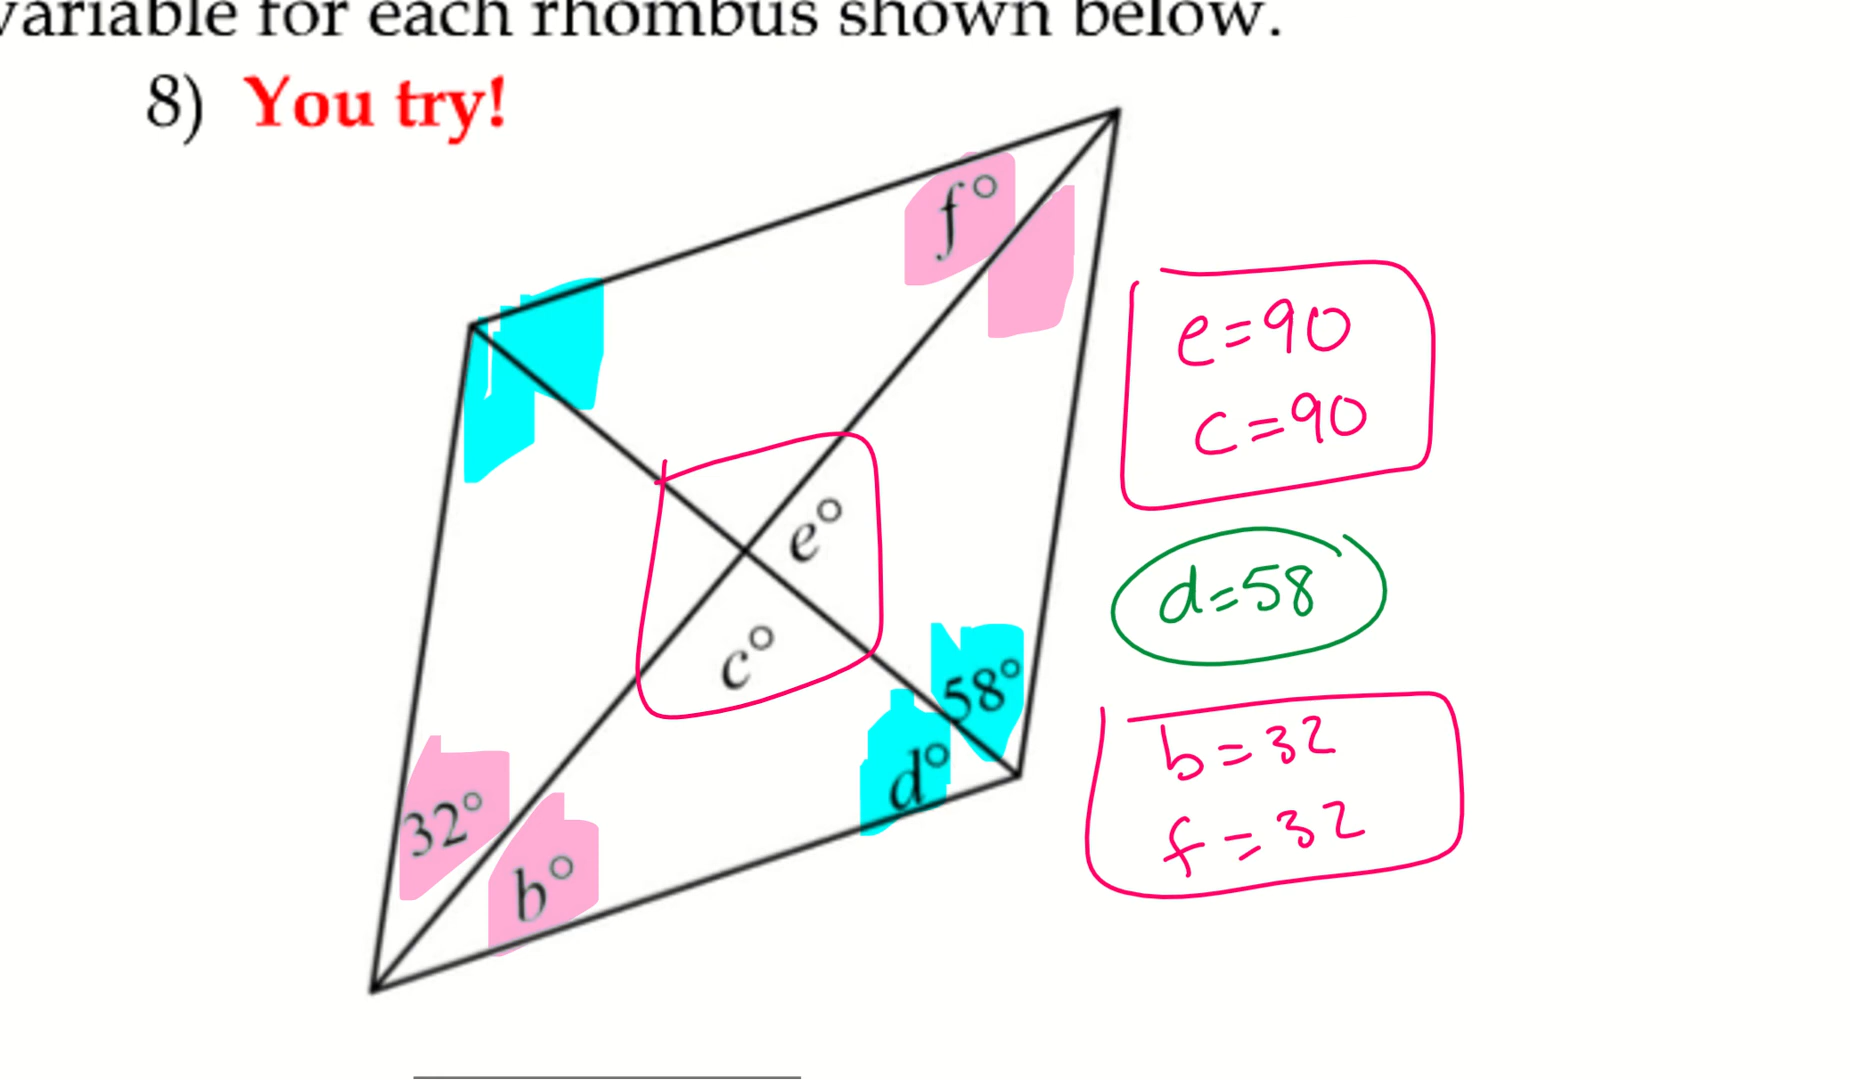 variable for each rhombus shown below.
8) You try!
f°
e=90
c=90
e°
d=58
c°
58°
d°
b=32
32°
f=32
b°